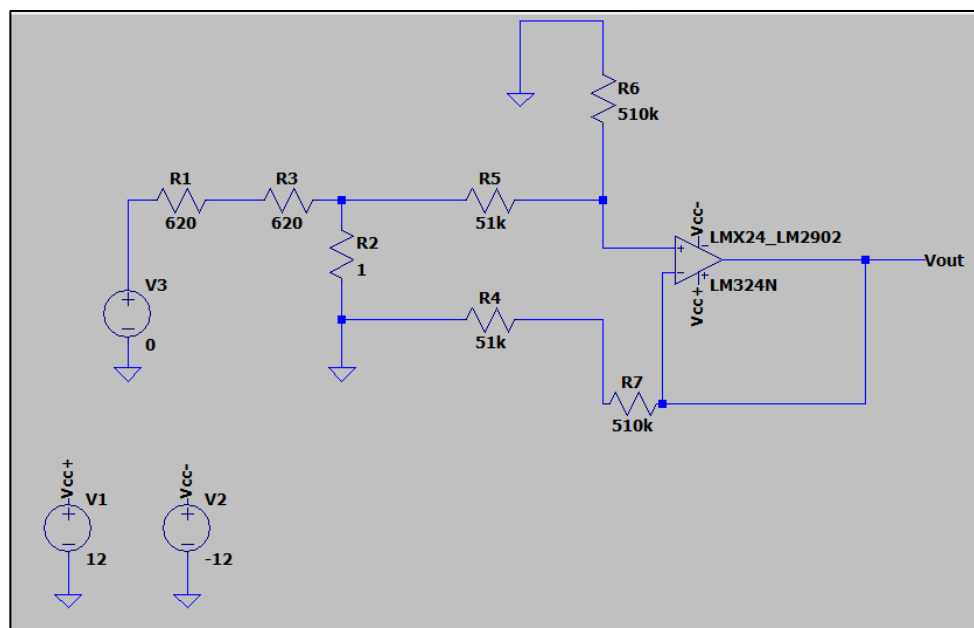 R6
510k
R1
620
R3
620
R5
51k
R2
1
Vcc-
LMX24_LM2902
Vout
LM324N
Vcc+
V3
0
R4
51k
R7
510k
Vcc+
V1
12
Vcc-
V2
-12